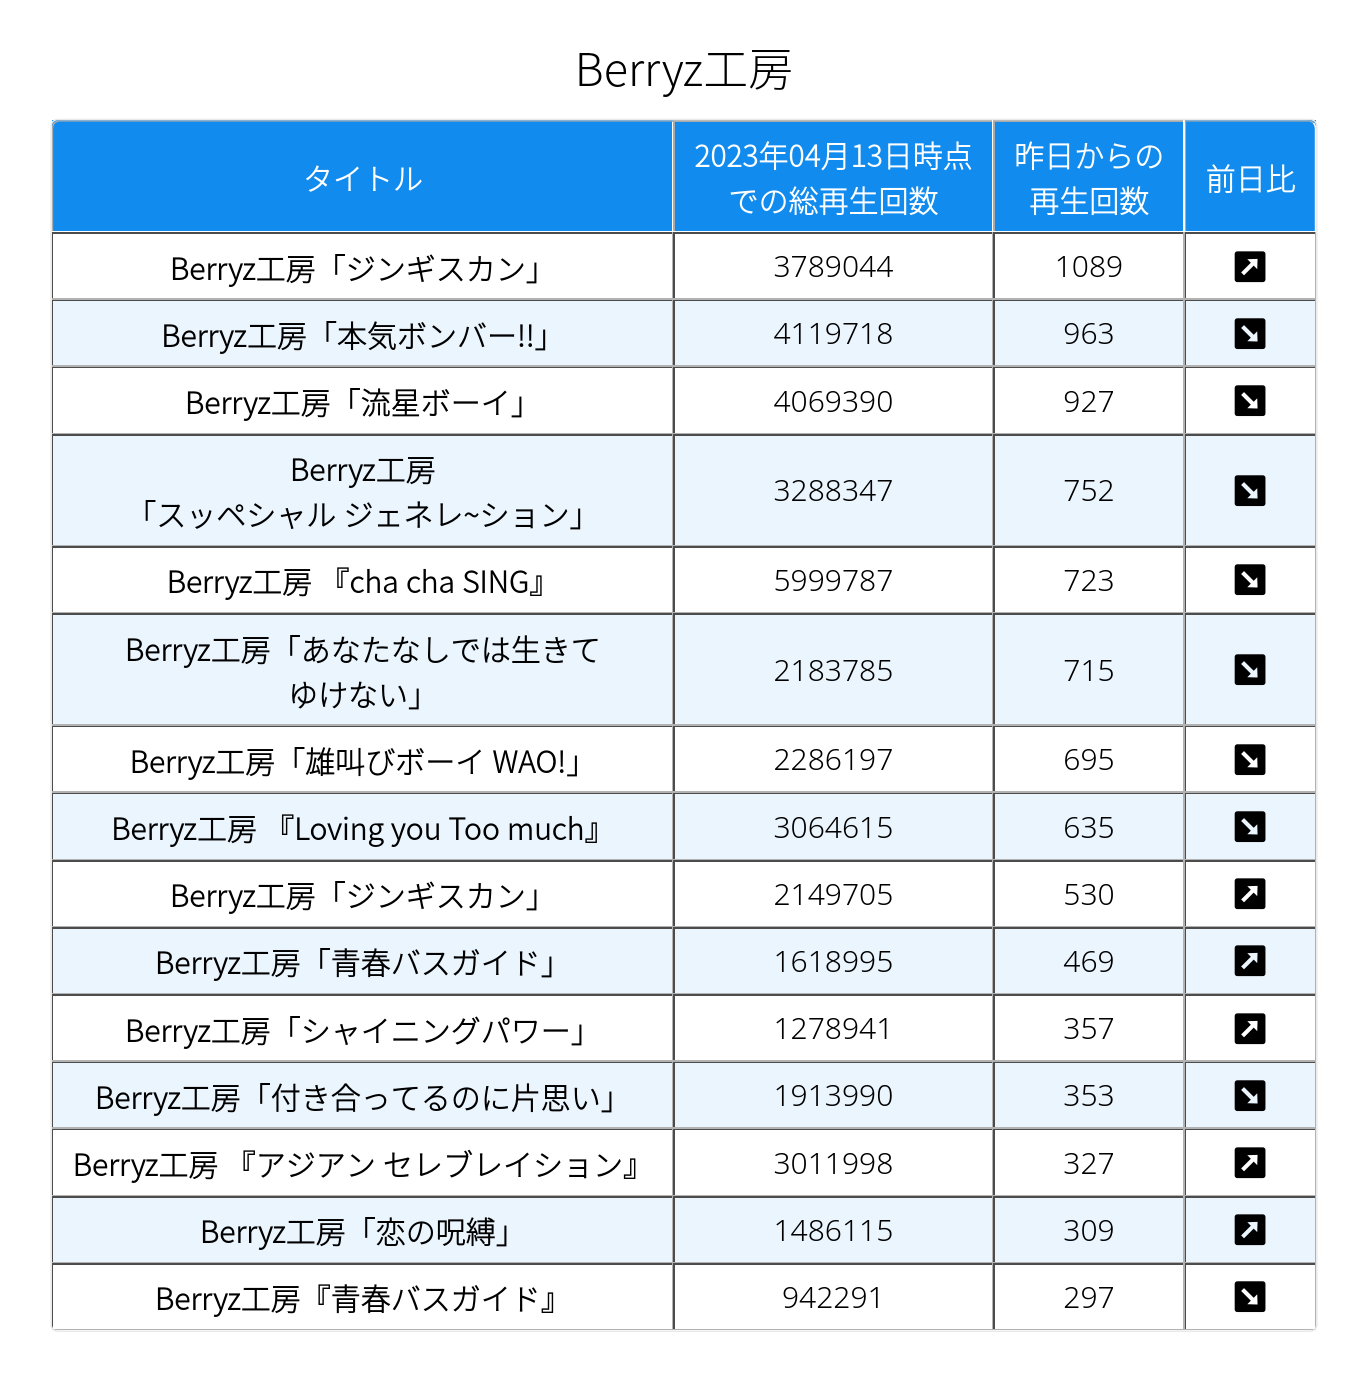 Berryz工房
タイトル
2023年04月13日時点
での総再生回数
昨日からの
再生回数
前日比
Berryz工房「ジンギスカン」 3789044 1089
Berryz工房「本気ボンバー!!」 4119718 963
Berryz工房「流星ボーイ」 4069390 927
Berryz工房
「スッペシャル ジェネレ~ション」 3288347 752
Berryz工房 『cha cha SING』 5999787 723
Berryz工房「あなたなしでは生きて
ゆけない」 2183785 715
Berryz工房「雄叫びボーイ WAO!」 2286197 695
Berryz工房 『Loving you Too much』 3064615 635
Berryz工房「ジンギスカン」 2149705 530
Berryz工房「青春バスガイド」 1618995 469
Berryz工房「シャイニングパワー」 1278941 357
Berryz工房「付き合ってるのに片思い」 1913990 353
Berryz工房 『アジアン セレブレイション』 3011998 327
Berryz工房「恋の呪縛」 1486115 309
Berryz工房『青春バスガイド』 942291 297